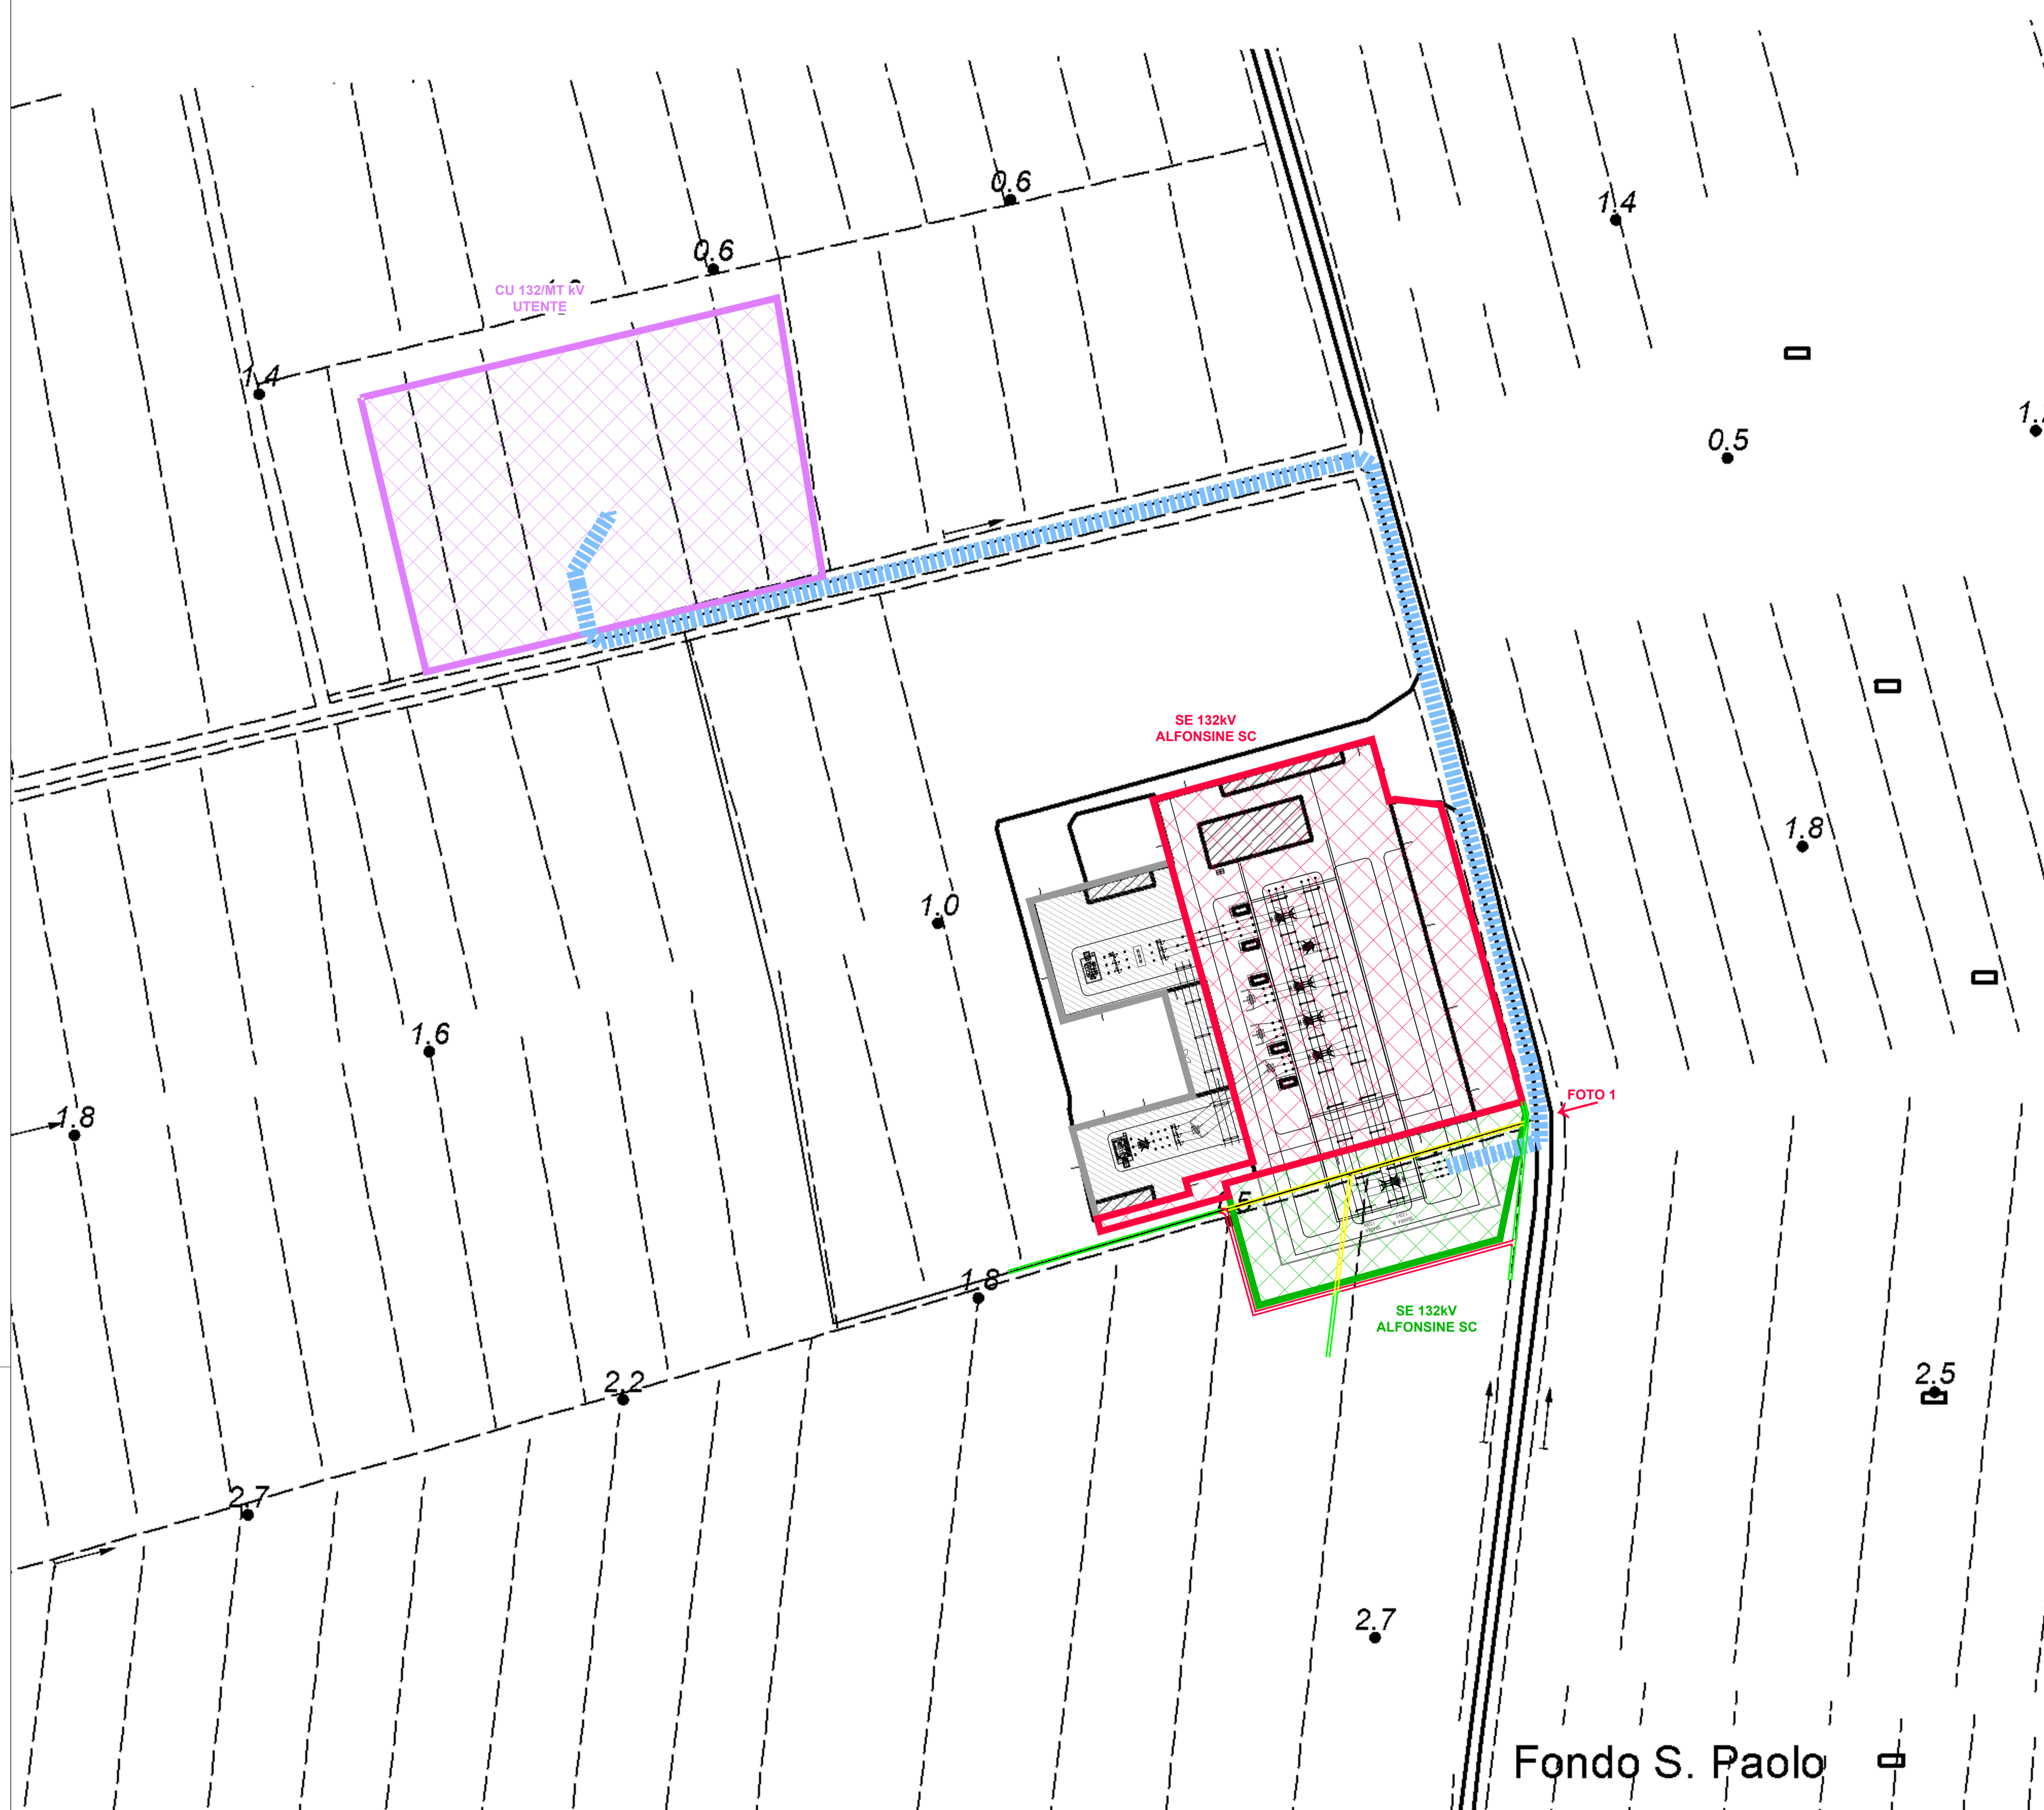 0.6
1.4
0.6
CU 132/MT kV
UTENTE
1.4
0.5
SE 132kV
ALFONSINE SC
1.8
1.0
1.6
FOTO 1
1.8
1.8
SE 132kV
ALFONSINE SC
2.2
2.5
2.7
2.7
Fondo S. Paolo